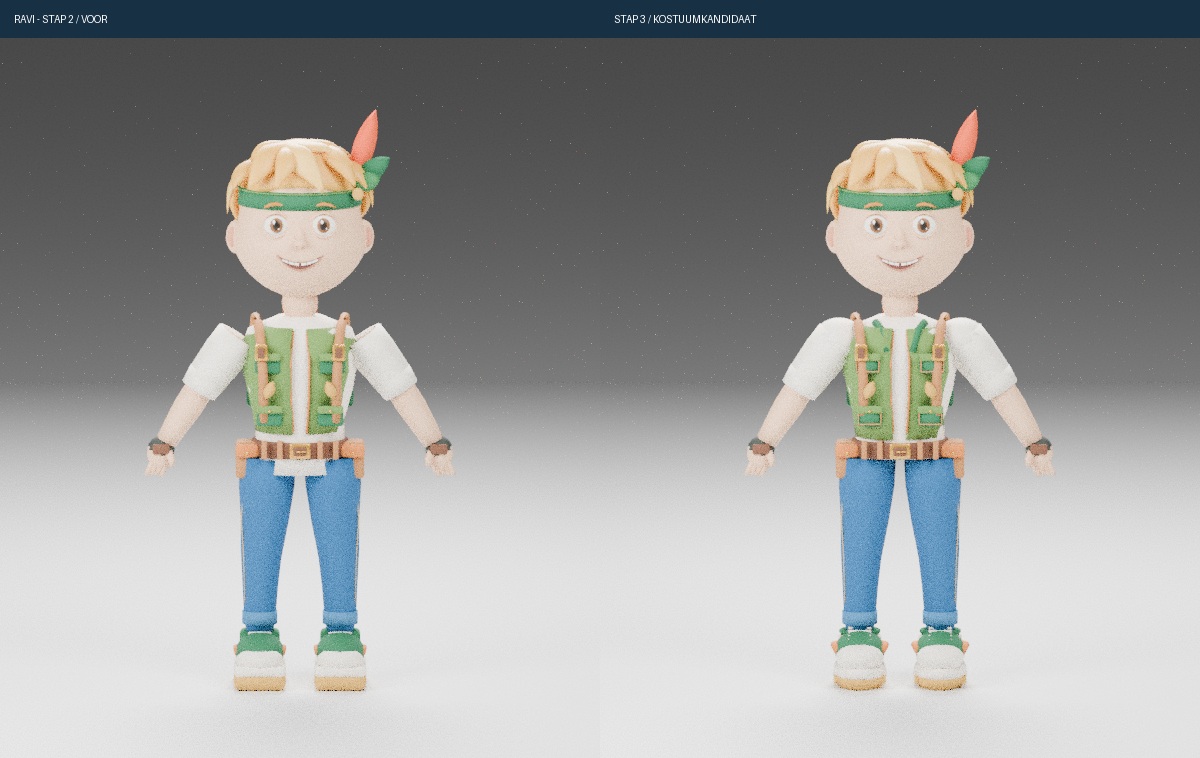 RAVI - STAP 2 / VOOR
STAP 3 / KOSTUUMKANDIDAAT